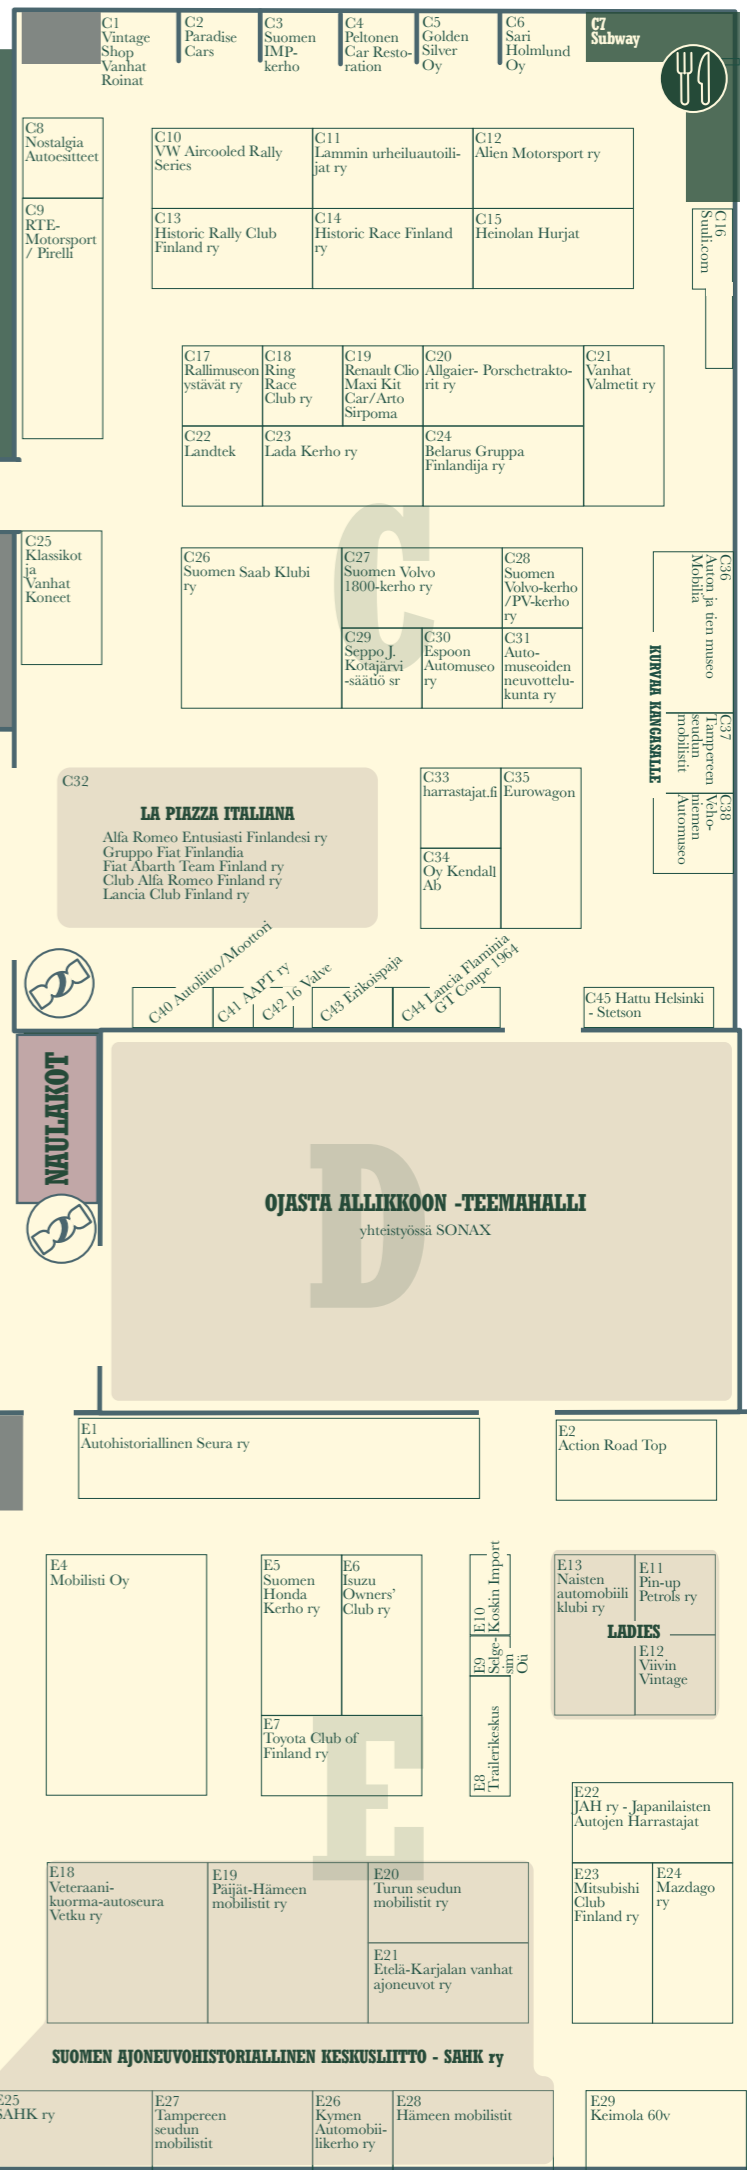 C1
Vintage
Shop
Vanhat
Roinat
C2
Paradise
Cars
C3
Suomen
IMP-
kerho
C4
Peltonen
Car Resto-
ration
C5
Golden
Silver
Oy
C6
Sari
Holmlund
Oy
C7
Subway
C8
Nostalgia
Autoesitteet
C9
RTE-
Motorsport
/ Pirelli
C10
VW Aircooled Rally
Series
C11
Lammin urheiluautoili-
jat ry
C12
Alien Motorsport ry
C13
Historic Rally Club
Finland ry
C14
Historic Race Finland
ry
C15
Heinolan Hurjat
C16
Suuli.com
C17
Rallimuseon
ystävät ry
C18
Ring
Race
Club ry
C19
Renault Clio
Maxi Kit
Car/Arto
Sirpoma
C20
Allgaier- Porschetrakto-
rit ry
C21
Vanhat
Valmetit ry
C22
Landtek
C23
Lada Kerho ry
C24
Belarus Gruppa
Finlandija ry
C
C25
Klassikot
ja
Vanhat
Koneet
C26
Suomen Saab Klubi
ry
C27
Suomen Volvo
1800-kerho ry
C28
Suomen
Volvo-kerho
/PV-kerho
ry
C29
Seppo J.
Kotajärvi
-säätiö sr
C30
Espoon
Automuseo
ry
C31
Auto-
museoiden
neuvottelu-
kunta ry
KURVAA KANGASALLE
C36
Auton ja tien museo
Mobilia
C37
Tampereen
seudun
mobilistit
C38
Veho-
niemen
Automuseo
C32
LA PIAZZA ITALIANA
Alfa Romeo Entusiasti Finlandesi ry
Gruppo Fiat Finlandia
Fiat Abarth Team Finland ry
Club Alfa Romeo Finland ry
Lancia Club Finland ry
C33
harrastajat.fi
C35
Eurowagon
C34
Oy Kendall
Ab
C40 Autoliitto/Moottori
C41 AAPT ry
C42 16 Valve
C43 Erikoispaja
C44 Lancia Flaminia
GT Coupe 1964
C45 Hattu Helsinki
- Stetson
NAULAKOT
D
OJASTA ALLIKKOON -TEEMAHALLI
yhteistyössä SONAX
E1
Autohistoriallinen Seura ry
E2
Action Road Top
E4
Mobilisti Oy
E5
Suomen
Honda
Kerho ry
E6
Isuzu
Owners'
Club ry
E7
Toyota Club of
Finland ry
E10
Koskin Import
E9
Selge-
sim
Oü
E8
Trailerikeskus
E13
Naisten
automobiili
klubi ry
E11
Pin-up
Petrols ry
LADIES
E12
Viivin
Vintage
E
E22
JAH ry - Japanilaisten
Autojen Harrastajat
E23
Mitsubishi
Club
Finland ry
E24
Mazdago
ry
E18
Veteraani-
kuorma-autoseura
Vetku ry
E19
Päijät-Hämeen
mobilistit ry
E20
Turun seudun
mobilistit ry
E21
Etelä-Karjalan vanhat
ajoneuvot ry
SUOMEN AJONEUVOHISTORIALLINEN KESKUSLIITTO - SAHK ry
E25
SAHK ry
E27
Tampereen
seudun
mobilistit
E26
Kymen
Automobii-
likerho ry
E28
Hämeen mobilistit
E29
Keimola 60v